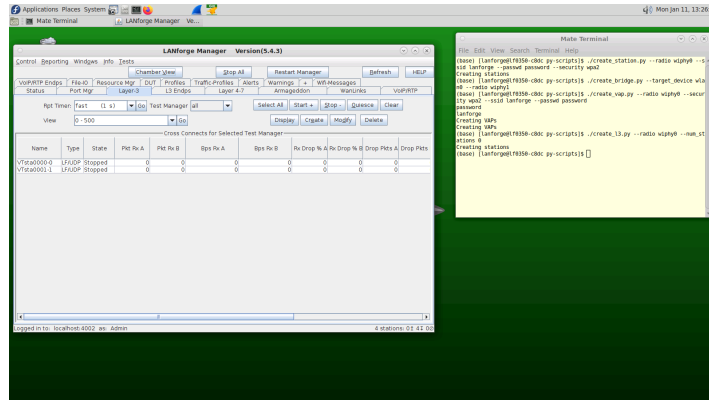 Applications Places System
Mon Jan 11, 13:26
Mate Terminal
LANforge Manager Ve...
LANforge Manager Version(5.4.3)
Control Reporting Windows Info Tests
Chamber View
Stop All
Restart Manager
Refresh
HELP
VoIP/RTP Endps
File-IO
Resource Mgr
DUT
Profiles
Traffic-Profiles
Alerts
Warnings
+
Wifi-Messages
Status
Port Mgr
Layer-3
L3 Endps
Layer 4-7
Armageddon
WanLinks
VoIP/RTP
Rpt Timer: fast (1 s) Go Test Manager all Select All Start + Stop - Quiesce Clear
View 0 - 500 Go Display Create Modify Delete
Cross Connects for Selected Test Manager
Name Type State Pkt Rx A Pkt Rx B Bps Rx A Bps Rx B Rx Drop % A Rx Drop % B Drop Pkts A Drop Pkts
VTsta0000-0 LF/UDP Stopped 0 0 0 0 0 0 0
VTsta0001-1 LF/UDP Stopped 0 0 0 0 0 0 0
Logged in to: localhost:4002 as: Admin
Mate Terminal
File Edit View Search Terminal Help
(base) [lanforge@lf0350-c8dc py-scripts]$ ./create_station.py --radio wiphy0 --s
sid lanforge --passwd password --security wpa2
Creating stations
(base) [lanforge@lf0350-c8dc py-scripts]$ ./create_bridge.py --target_device wla
n0 --radio wiphy1
(base) [lanforge@lf0350-c8dc py-scripts]$ ./create_vap.py --radio wiphy0 --secur
ity wpa2 --ssid lanforge --passwd password
password
lanforge
Creating VAPs
Creating VAPs
(base) [lanforge@lf0350-c8dc py-scripts]$ ./create_l3.py --radio wiphy0 --num_st
ations 0
Creating stations
(base) [lanforge@lf0350-c8dc py-scripts]$